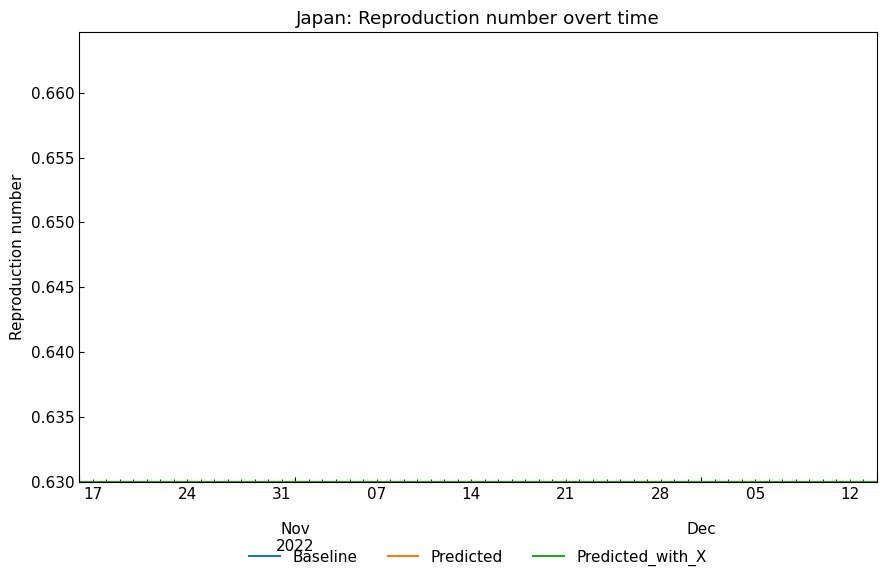 Japan: Reproduction number overt time
Reproduction number
0.660
0.655
0.650
0.645
0.640
0.635
0.630
17 24 31 07 14 21 28 05 12
Nov Dec
2022
Baseline Predicted Predicted_with_X